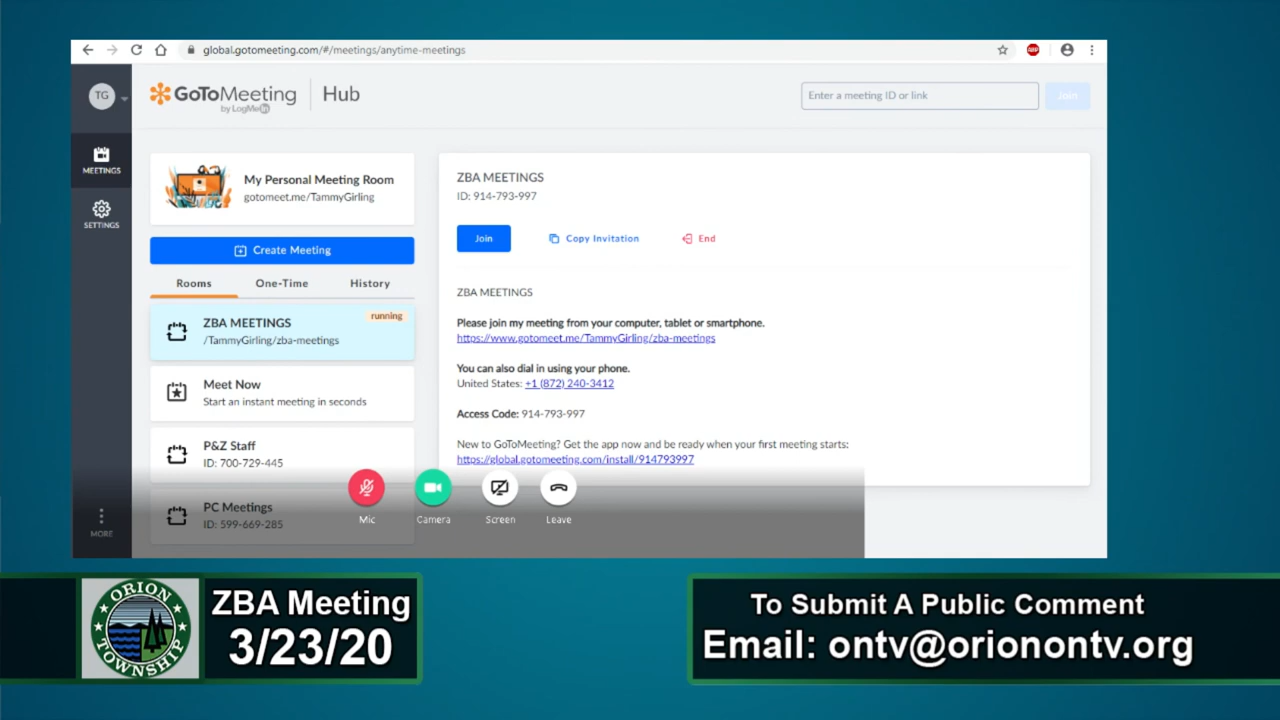 global.gotomeeting.com/#/meetings/anytime-meetings
ABP
TG
GoToMeeting
by LogMeIn
Hub
Enter a meeting ID or link
Join
MEETINGS
SETTINGS
MORE
My Personal Meeting Room
gotomeet.me/TammyGirling
Create Meeting
Rooms
One-Time
History
ZBA MEETINGS
running
/TammyGirling/zba-meetings
Meet Now
Start an instant meeting in seconds
P&Z Staff
ID: 700-729-445
PC Meetings
ID: 599-669-285
ZBA MEETINGS
ID: 914-793-997
Join
Copy Invitation
End
ZBA MEETINGS
Please join my meeting from your computer, tablet or smartphone.
https://www.gotomeet.me/TammyGirling/zba-meetings
You can also dial in using your phone.
United States: +1 (872) 240-3412
Access Code: 914-793-997
New to GoToMeeting? Get the app now and be ready when your first meeting starts:
https://global.gotomeeting.com/install/914793997
Mic
Camera
Screen
Leave
ORION
TOWNSHIP
ZBA Meeting
3/23/20
To Submit A Public Comment
Email: ontv@orionontv.org